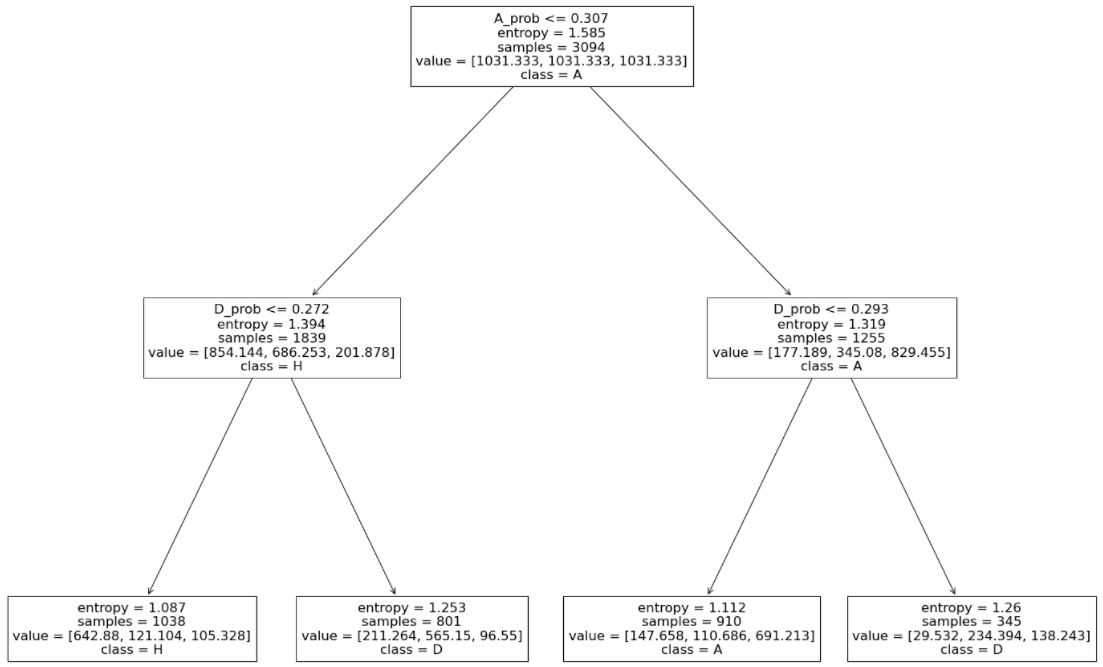 A_prob <= 0.307
entropy = 1.585
samples = 3094
value = [1031.333, 1031.333, 1031.333]
class = A
D_prob <= 0.272
entropy = 1.394
samples = 1839
value = [854.144, 686.253, 201.878]
class = H
D_prob <= 0.293
entropy = 1.319
samples = 1255
value = [177.189, 345.08, 829.455]
class = A
entropy = 1.087
samples = 1038
value = [642.88, 121.104, 105.328]
class = H
entropy = 1.253
samples = 801
value = [211.264, 565.15, 96.55]
class = D
entropy = 1.112
samples = 910
value = [147.658, 110.686, 691.213]
class = A
entropy = 1.26
samples = 345
value = [29.532, 234.394, 138.243]
class = D